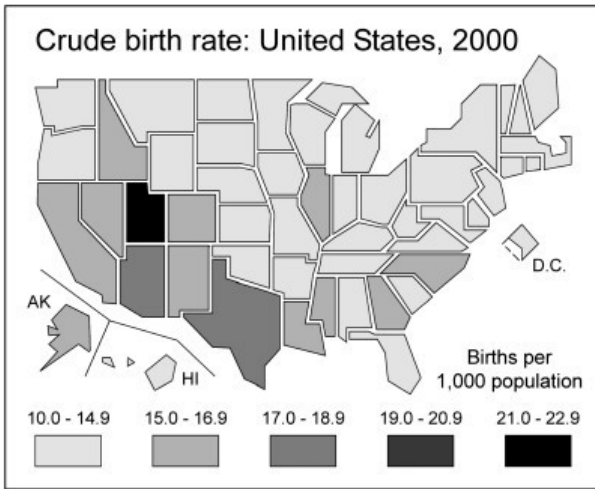 Crude birth rate: United States, 2000
D.C.
AK
HI
Births per
1,000 population
10.0 - 14.9
15.0 - 16.9
17.0 - 18.9
19.0 - 20.9
21.0 - 22.9